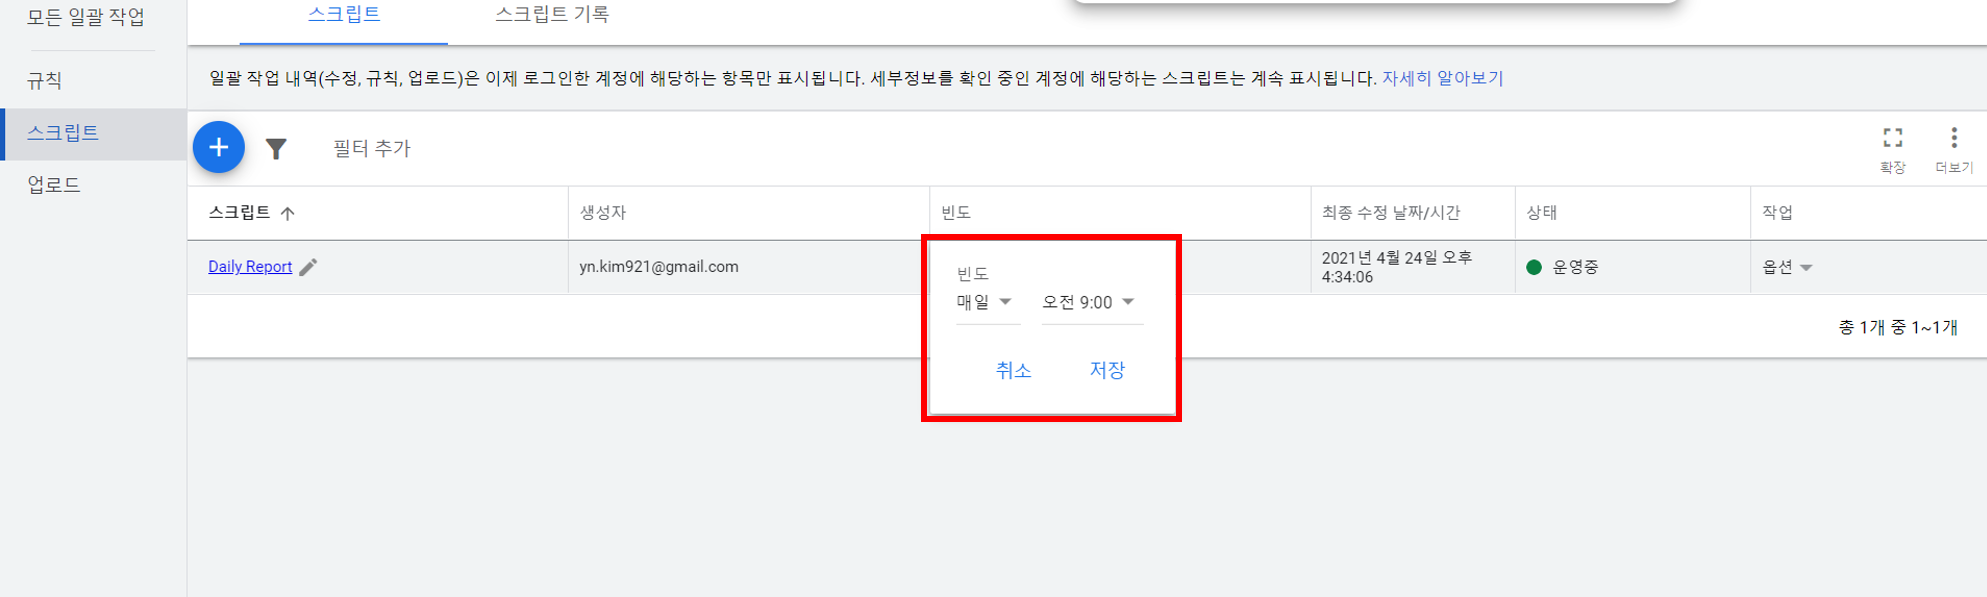 모든 일괄 작업
규칙
스크립트
업로드
스크립트 스크립트 기록
일괄 작업 내역(수정, 규칙, 업로드)은 이제 로그인한 계정에 해당하는 항목만 표시됩니다. 세부정보를 확인 중인 계정에 해당하는 스크립트는 계속 표시됩니다. 자세히 알아보기
필터 추가
확장 더보기
스크립트 생성자 빈도 최종 수정 날짜/시간 상태 작업
Daily Report yn.kim921@gmail.com 2021년 4월 24일 오후 4:34:06 운영중 옵션
빈도
매일 오전 9:00
취소 저장
총 1개 중 1~1개